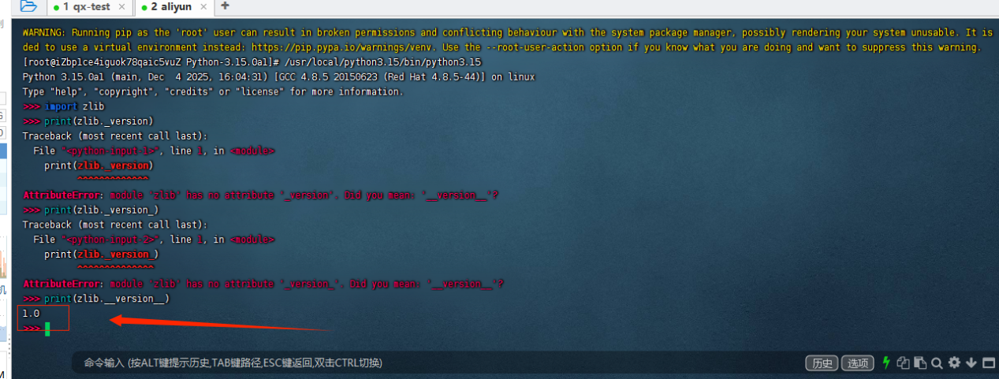 1 qx-test × 2 aliyun × +
WARNING: Running pip as the 'root' user can result in broken permissions and conflicting behaviour with the system package manager, possibly rendering your system unusable. It is
ded to use a virtual environment instead: https://pip.pypa.io/warnings/venv. Use the --root-user-action option if you know what you are doing and want to suppress this warning.
[root@iZbp1ce4iguok78qaic5vuZ Python-3.15.0a1]# /usr/local/python3.15/bin/python3.15
Python 3.15.0a1 (main, Dec  4 2025, 16:04:31) [GCC 4.8.5 20150623 (Red Hat 4.8.5-44)] on linux
Type "help", "copyright", "credits" or "license" for more information.
>>> import zlib
>>> print(zlib._version)
Traceback (most recent call last):
  File "<python-input-1>", line 1, in <module>
    print(zlib._version)
          ^^^^^^^^^^^^^
AttributeError: module 'zlib' has no attribute '_version'. Did you mean: '__version__'?
>>> print(zlib._version_)
Traceback (most recent call last):
  File "<python-input-2>", line 1, in <module>
    print(zlib._version_)
          ^^^^^^^^^^^^^^
AttributeError: module 'zlib' has no attribute '_version_'. Did you mean: '__version__'?
>>> print(zlib.__version__)
1.0
>>>
命令输入 (按ALT键提示历史,TAB键路径,ESC键返回,双击CTRL切换) 历史 选项